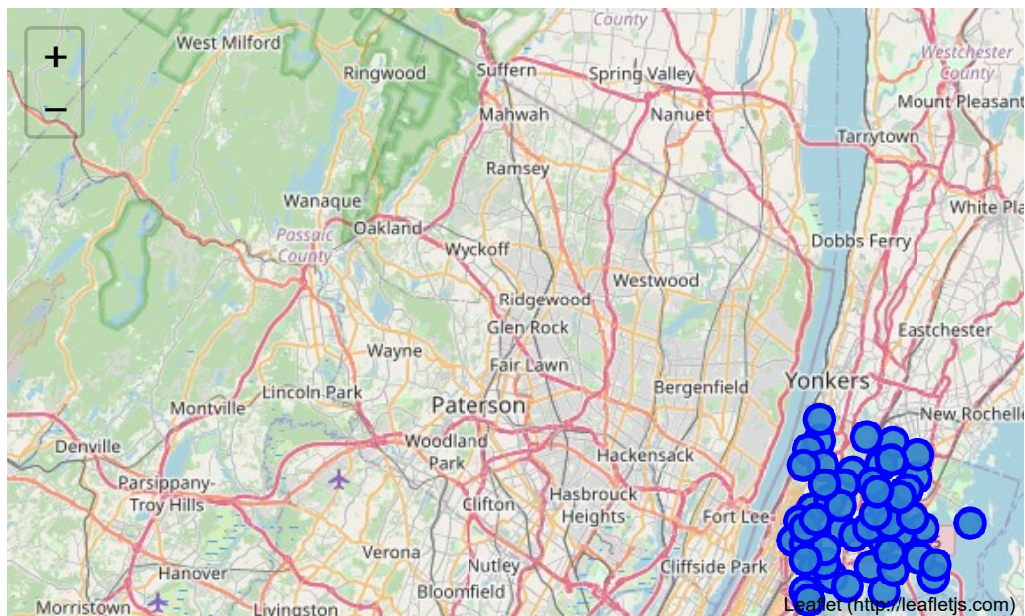 County
West Milford
Ringwood
Suffern
Spring Valley
Westchester
County
Mahwah
Nanuet
Mount Pleasant
Tarrytown
Ramsey
Wanaque
White Pla
Passaic
County
Oakland
Wyckoff
Dobbs Ferry
Westwood
Ridgewood
Glen Rock
Eastchester
Wayne
Fair Lawn
Yonkers
Lincoln Park
Bergenfield
Montville
Paterson
New Rochelle
Denville
Woodland
Park
Hackensack
Parsippany-
Troy Hills
Clifton
Hasbrouck
Heights
Fort Lee
Verona
Nutley
Cliffside Park
Hanover
Bloomfield
Morristown
Livingston
Leaflet (http://leafletjs.com)
+
−